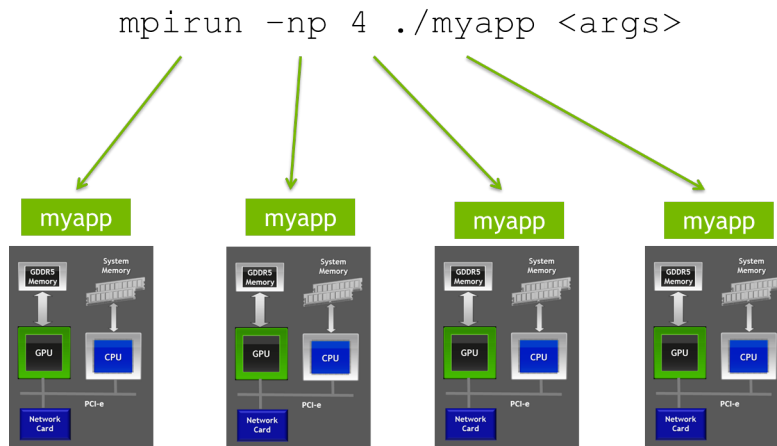 mpirun –np 4 ./myapp <args>
myapp
myapp
myapp
myapp
GDDR5
Memory
System
Memory
GPU
CPU
PCI-e
Network
Card
GDDR5
Memory
System
Memory
GPU
CPU
PCI-e
Network
Card
GDDR5
Memory
System
Memory
GPU
CPU
PCI-e
Network
Card
GDDR5
Memory
System
Memory
GPU
CPU
PCI-e
Network
Card